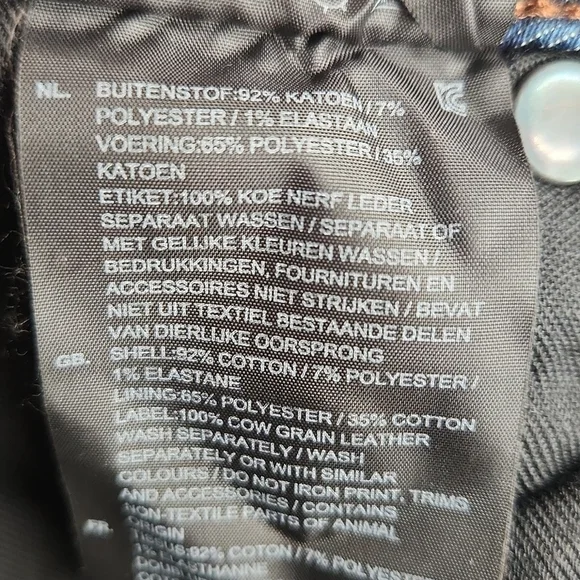 NL. BUITENSTOF:92% KATOEN / 7%
POLYESTER / 1% ELASTAAN
VOERING:65% POLYESTER / 35%
KATOEN
ETIKET:100% KOE NERF LEDER
SEPARAAT WASSEN / SEPARAAT OF
MET GELIJKE KLEUREN WASSEN /
BEDRUKKINGEN, FOURNITUREN EN
ACCESSOIRES NIET STRIJKEN / BEVAT
NIET UIT TEXTIEL BESTAANDE DELEN
VAN DIERLIJKE OORSPRONG
GB. SHELL:92% COTTON / 7% POLYESTER /
1% ELASTANE
LINING:65% POLYESTER / 35% COTTON
LABEL:100% COW GRAIN LEATHER
WASH SEPARATELY / WASH
SEPARATELY OR WITH SIMILAR
COLOURS / DO NOT IRON PRINT, TRIMS
AND ACCESSORIES / CONTAINS
NON-TEXTILE PARTS OF ANIMAL
ORIGIN
92% COTON / 7% POLYESTER